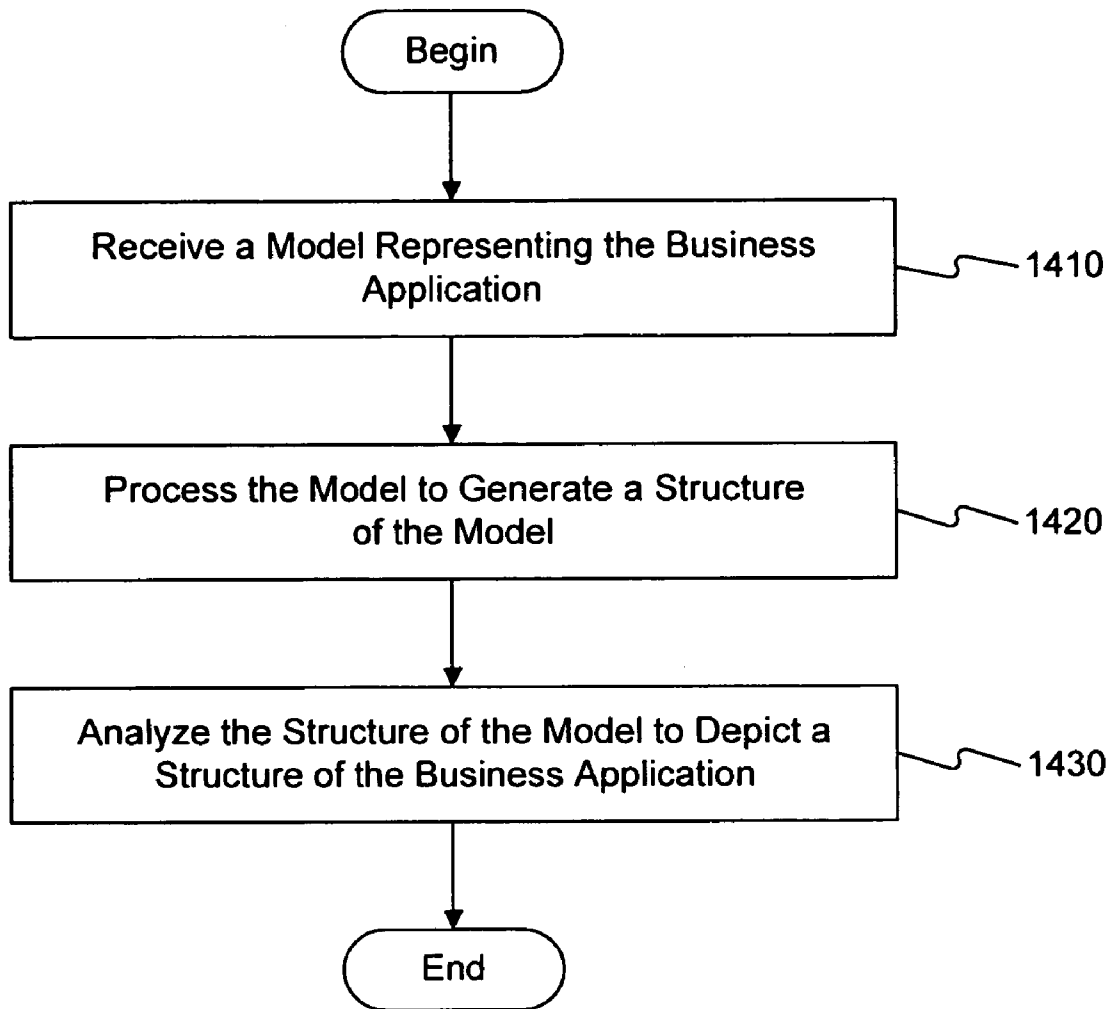 Begin
Receive a Model Representing the Business
Application
1410
Process the Model to Generate a Structure
of the Model
1420
Analyze the Structure of the Model to Depict a
Structure of the Business Application
1430
End